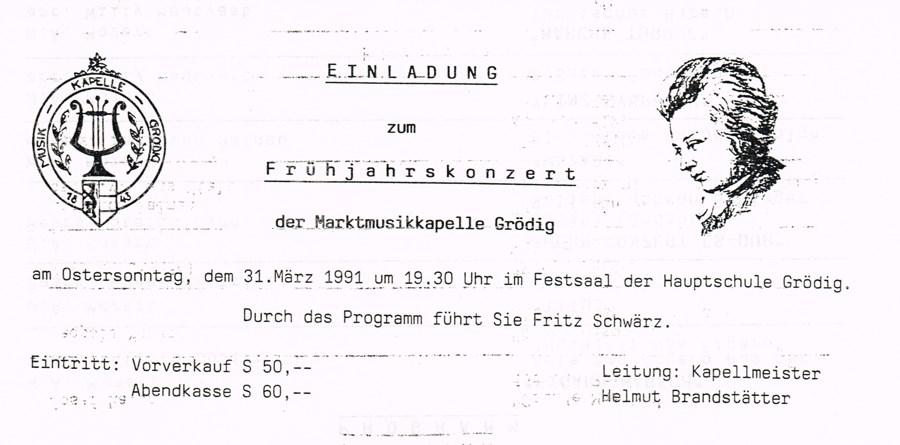 MUSIK - KAPELLE - GRÖDIG
18 43
EINLADUNG
zum
Frühjahrskonzert
der Marktmusikkapelle Grödig
am Ostersonntag, dem 31.März 1991 um 19.30 Uhr im Festsaal der Hauptschule Grödig.
Durch das Programm führt Sie Fritz Schwärz.
Eintritt: Vorverkauf S 50,--
Abendkasse S 60,--
Leitung: Kapellmeister
Helmut Brandstätter